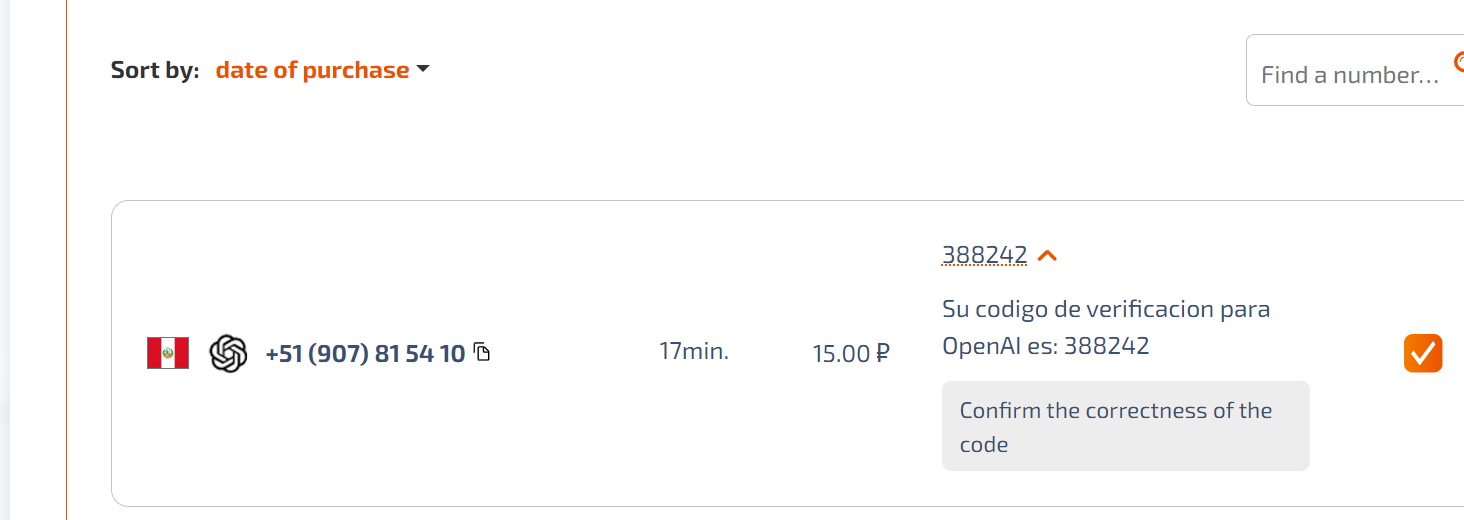 Sort by: date of purchase
Find a number...
388242
Su codigo de verificacion para
OpenAI es: 388242
+51 (907) 81 54 10
17min.
15.00 ₽
Confirm the correctness of the
code